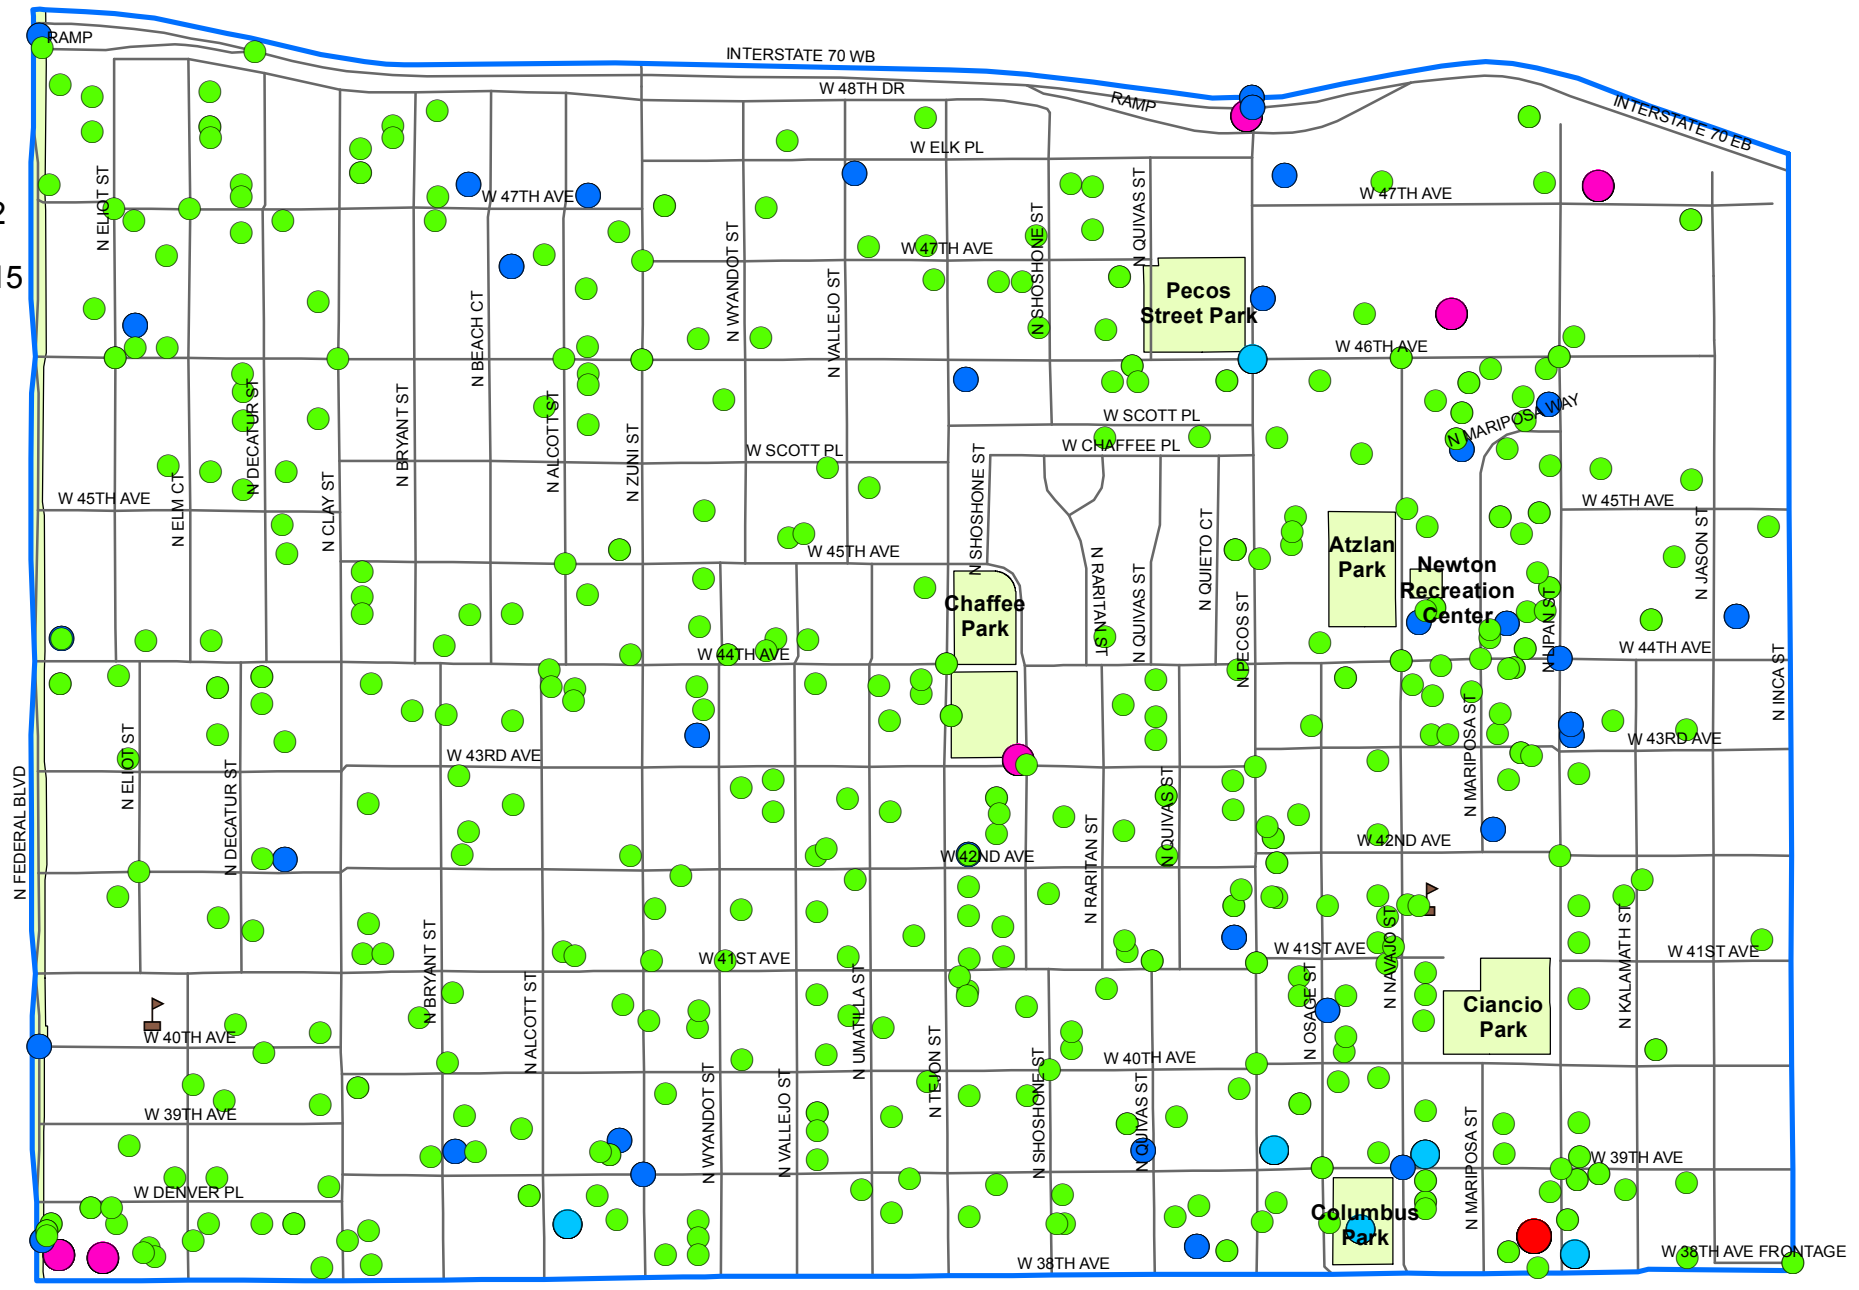 RAMP
INTERSTATE 70 WB
W 48TH DR
RAMP
INTERSTATE 70 EB
W ELK PL
N ELIOT ST
W 47TH AVE
N QUIVAS ST
W 47TH AVE
2
N SHOSHONE ST
N WYANDOT ST
W 47TH AVE
15
N VALLEJO ST
Pecos
Street Park
N BEACH CT
W 46TH AVE
N DECATUR ST
N BRYANT ST
N ALCOTT ST
N ZUNI ST
W SCOTT PL
N MARIPOSA WAY
W CHAFFEE PL
W SCOTT PL
N SHOSHONE ST
N ELM CT
N CLAY ST
W 45TH AVE
W 45TH AVE
W 45TH AVE
N QUIETO CT
N JASON ST
Atzlan
Park
Newton
Recreation
Center
N RARITAN ST
N QUIVAS ST
Chaffee
Park
N PECOS ST
N LIPAN ST
W 44TH AVE
W 44TH AVE
N INCA ST
N ELIOT ST
W 43RD AVE
W 43RD AVE
N MARIPOSA ST
N FEDERAL BLVD
N DECATUR ST
N QUIVAS ST
N RARITAN ST
W 42ND AVE
W 42ND AVE
N BRYANT ST
N NAVAJO ST
N KALAMATH ST
W 41ST AVE
W 41ST AVE
W 41ST AVE
N ALCOTT ST
N UMATILLA ST
N OSAGE ST
Ciancio
Park
W 40TH AVE
W 40TH AVE
N TEJON ST
N SHOSHONE ST
N WYANDOT ST
N VALLEJO ST
N QUIVAS ST
N MARIPOSA ST
W 39TH AVE
W 39TH AVE
W DENVER PL
Columbus
Park
W 38TH AVE
W 38TH AVE FRONTAGE